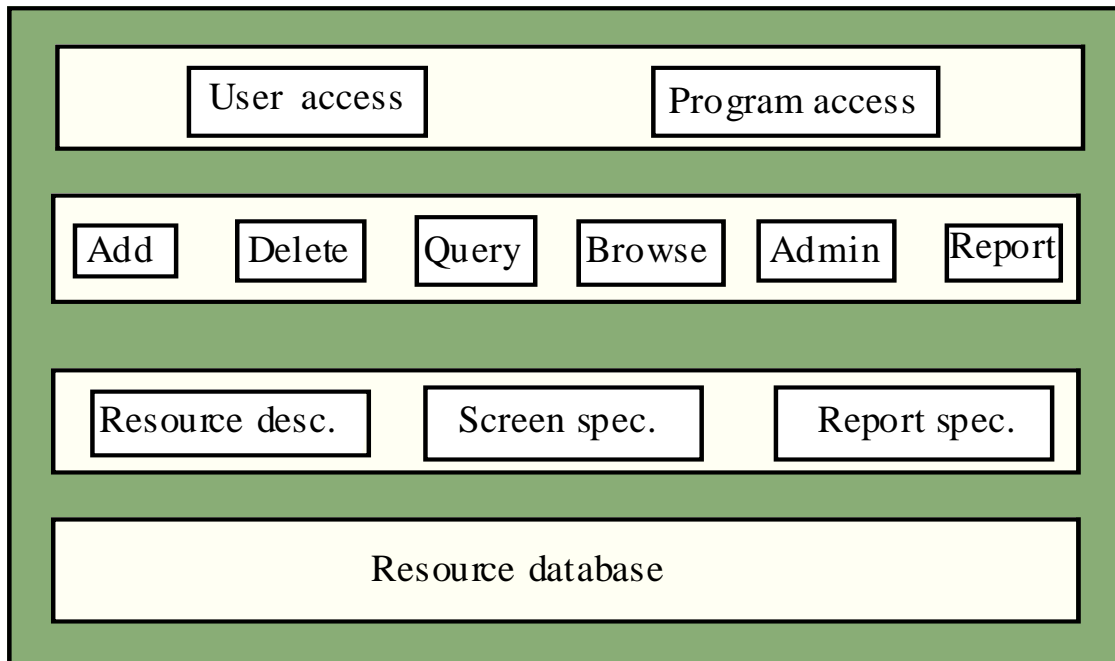 User access
Program access
Add
Delete
Query
Browse
Admin
Report
Resource desc.
Screen spec.
Report spec.
Resource database